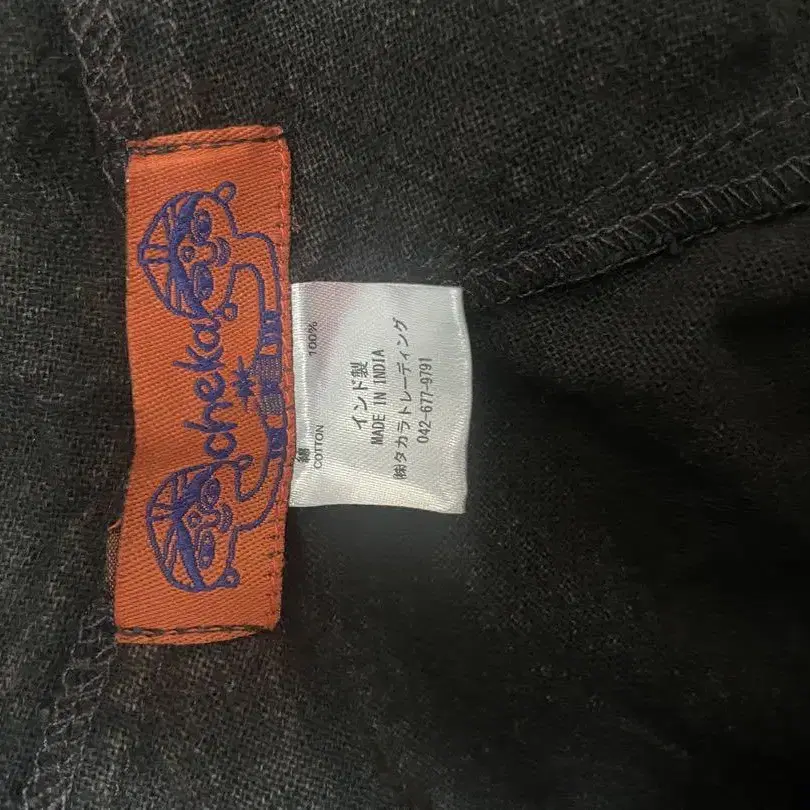 cheka
綿 100%
COTTON
インド製
MADE IN INDIA
㈱タカラトレーディング
042-677-9791